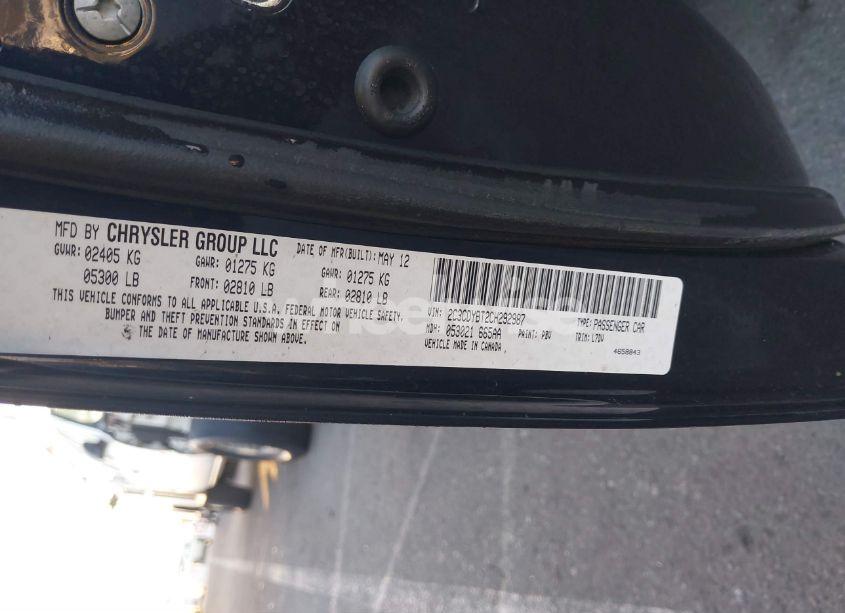 MFD BY CHRYSLER GROUP LLC
DATE OF MFR(BUILT): MAY 12
GVWR: 02405 KG
GAWR: 01275 KG
GAWR: 01275 KG
05300 LB
FRONT: 02810 LB
REAR: 02810 LB
THIS VEHICLE CONFORMS TO ALL APPLICABLE U.S.A. FEDERAL MOTOR VEHICLE SAFETY,
BUMPER AND THEFT PREVENTION STANDARDS IN EFFECT ON
THE DATE OF MANUFACTURE SHOWN ABOVE.
VIN: 2C3CDYBT2CH292987
TYPE: PASSENGER CAR
MDH: 053021 665AA
PAINT: PBV
TRIM: L7DV
VEHICLE MADE IN CANADA
4658843